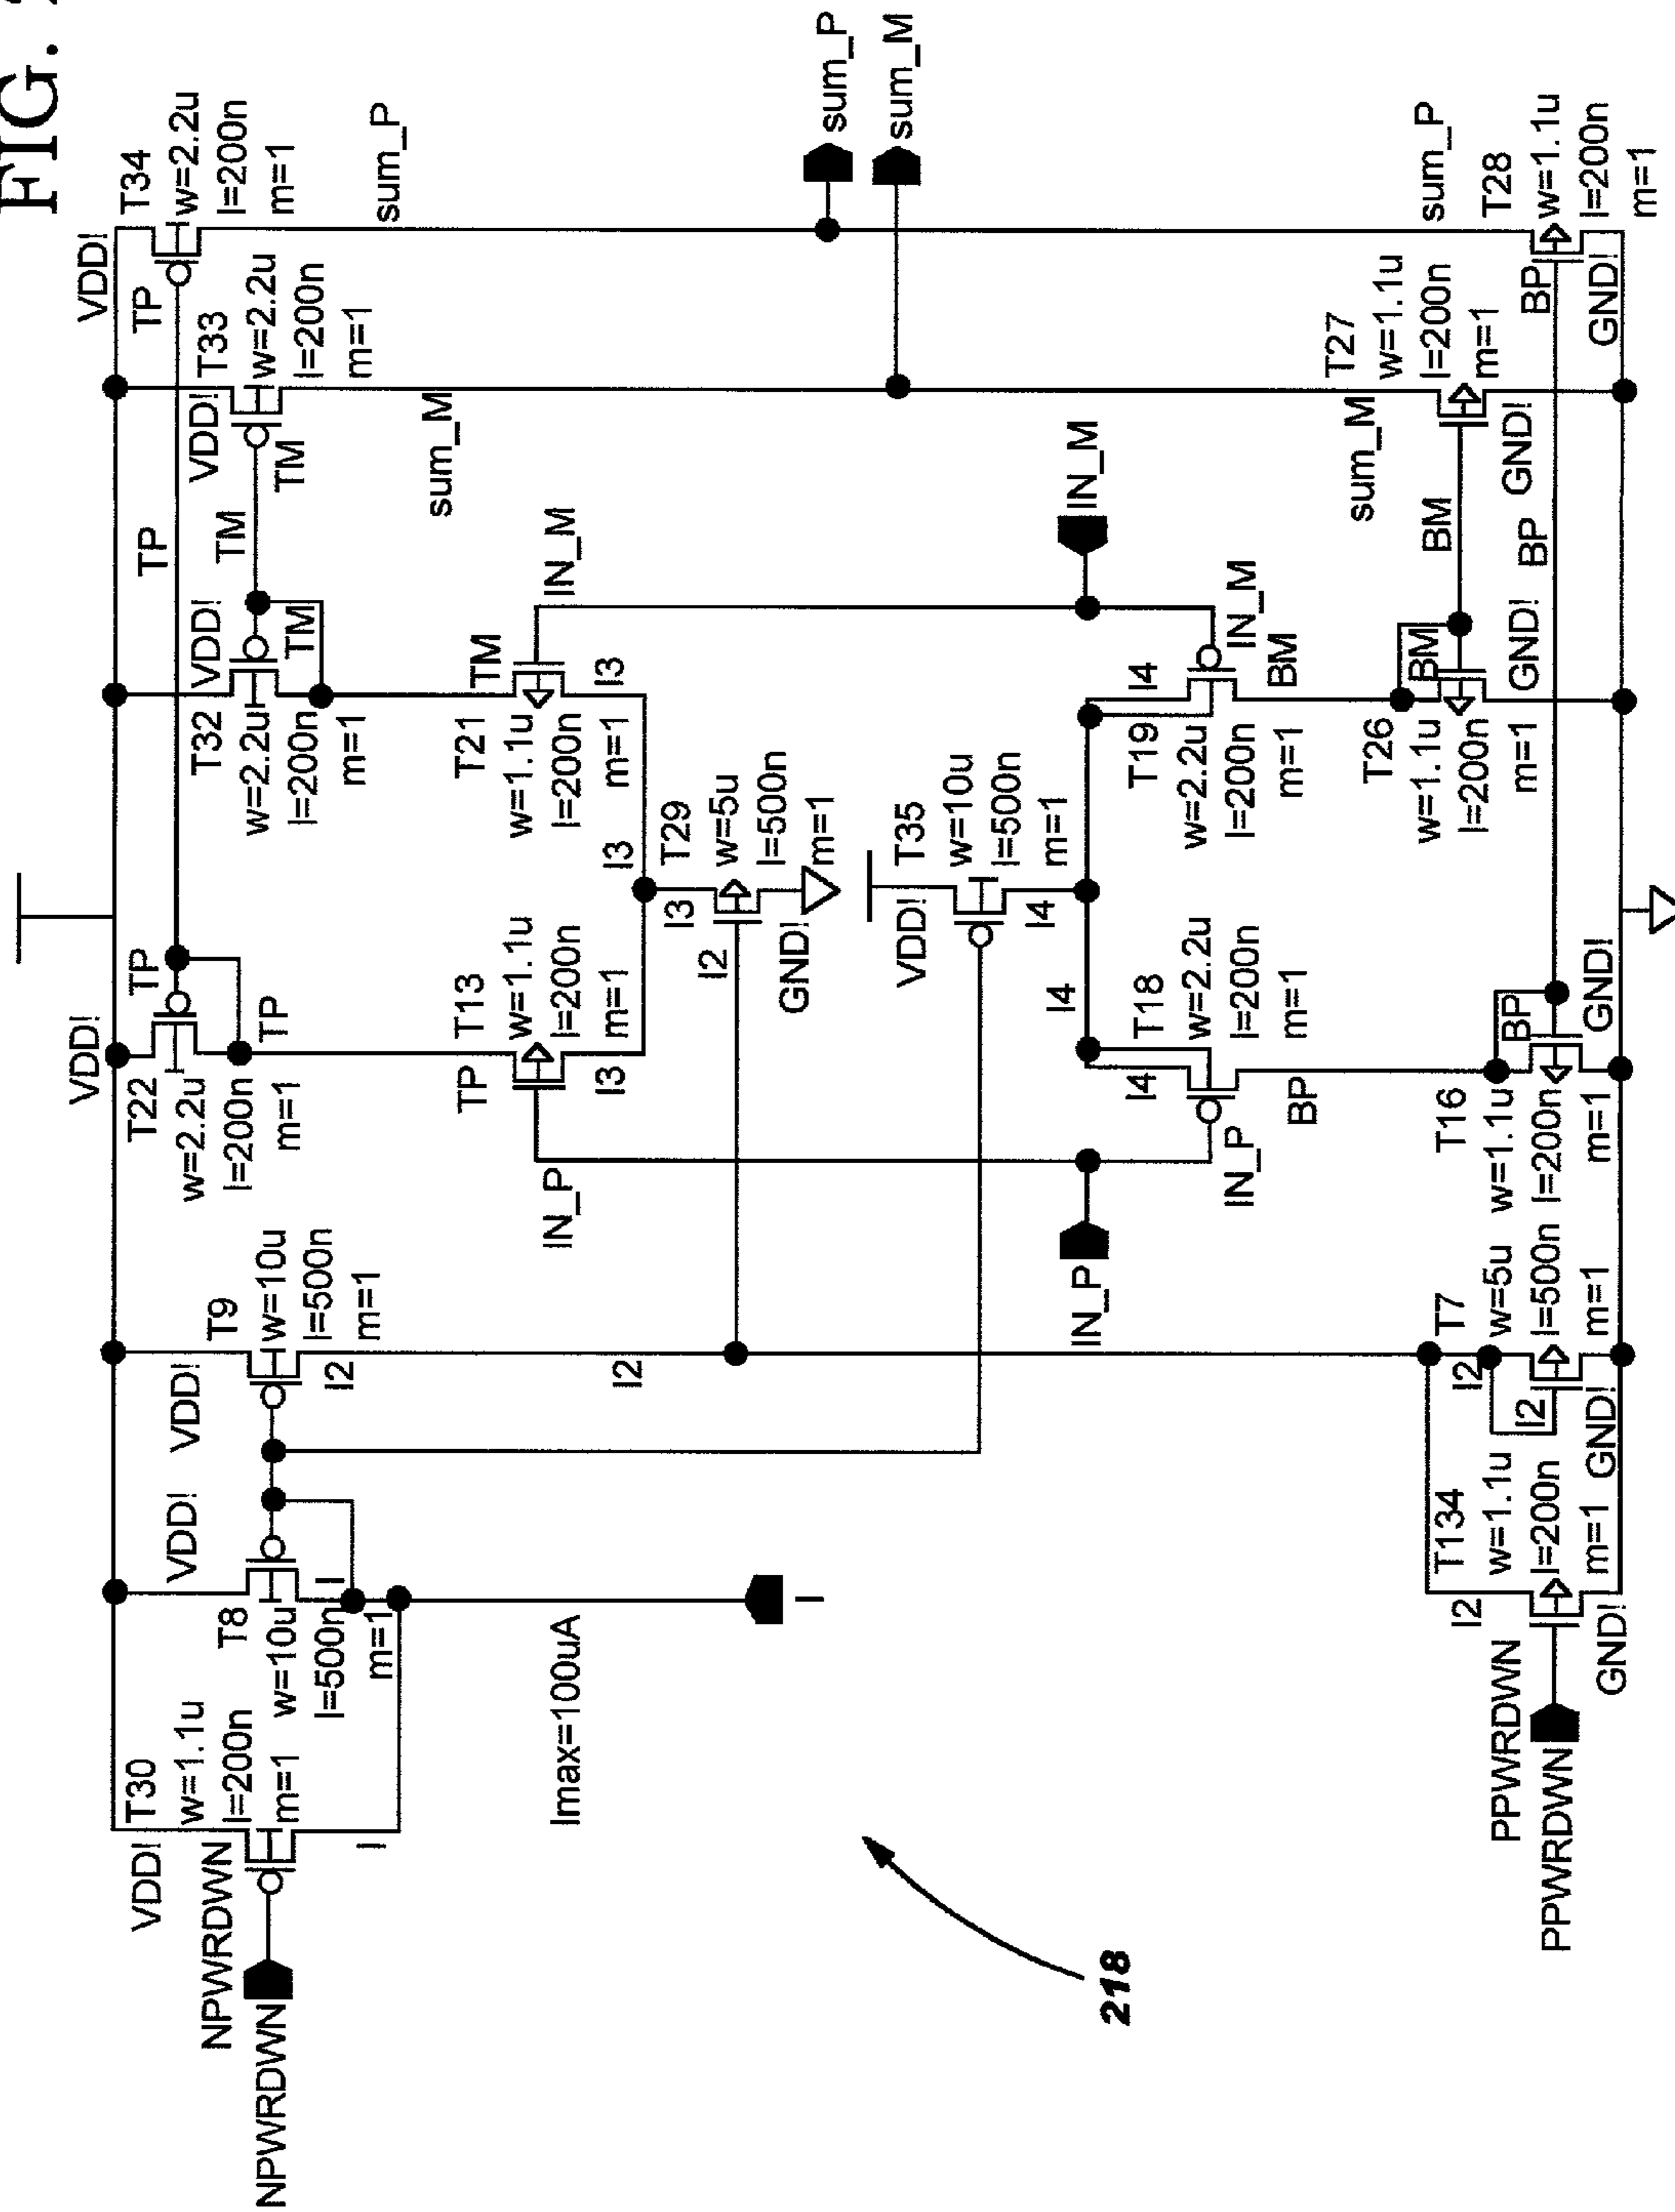 FIG.
VDD!
T30
w=1.1u
l=200n
m=1
NPWRDWN
NPWRDWN
I
VDD!
T8
w=10u
l=500n
m=1
I
Imax=100uA
I
VDD!
T9
w=10u
l=500n
m=1
I2
I2
VDD!
T22
w=2.2u
l=200n
m=1
TP
TP
TP
VDD!
T32
w=2.2u
l=200n
m=1
TM
TM
VDD!
T33
w=2.2u
l=200n
m=1
TM
sum_M
VDD!
TP
T34
w=2.2u
l=200n
m=1
sum_P
TP
T13
w=1.1u
l=200n
m=1
IN_P
I3
TM
T21
w=1.1u
l=200n
m=1
IN_M
I3
I3
I3
T29
w=5u
l=500n
m=1
I2
GND!
sum_P
sum_M
VDD!
T35
w=10u
l=500n
m=1
I4
I4
IN_P
IN_M
I4
T18
w=2.2u
l=200n
m=1
IN_P
BP
I4
T19
w=2.2u
l=200n
m=1
IN_M
BM
218
PPWRDWN
PPWRDWN
I2
T134
w=1.1u
l=200n
m=1
GND!
I2
T7
w=5u
l=500n
m=1
I2
GND!
T16
w=1.1u
l=200n
m=1
BP
GND!
T26
w=1.1u
l=200n
m=1
BM
GND!
BM
BP
sum_M
T27
w=1.1u
l=200n
m=1
GND!
sum_P
T28
w=1.1u
l=200n
m=1
BP
GND!